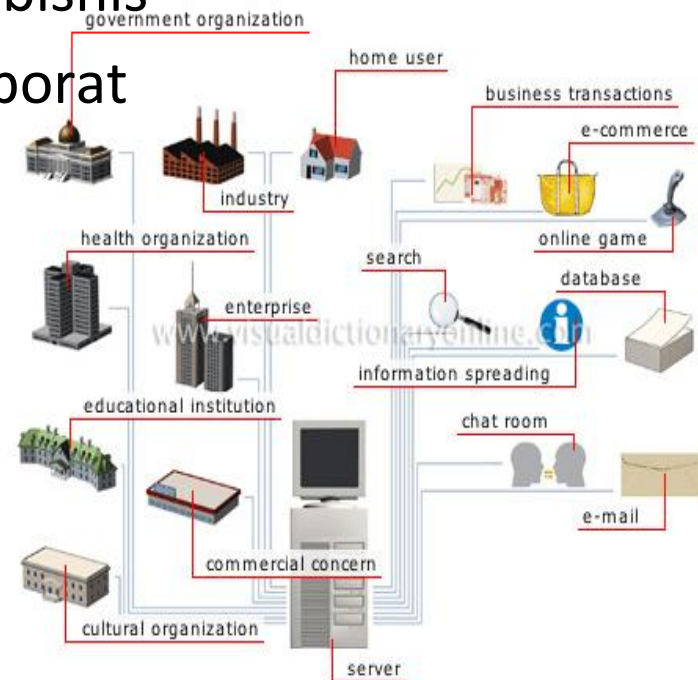 government organization
home user
business transactions
e-commerce
industry
health organization
online game
search
database
enterprise
www.visualdictionaryonline.com
information spreading
educational institution
chat room
e-mail
commercial concern
cultural organization
server